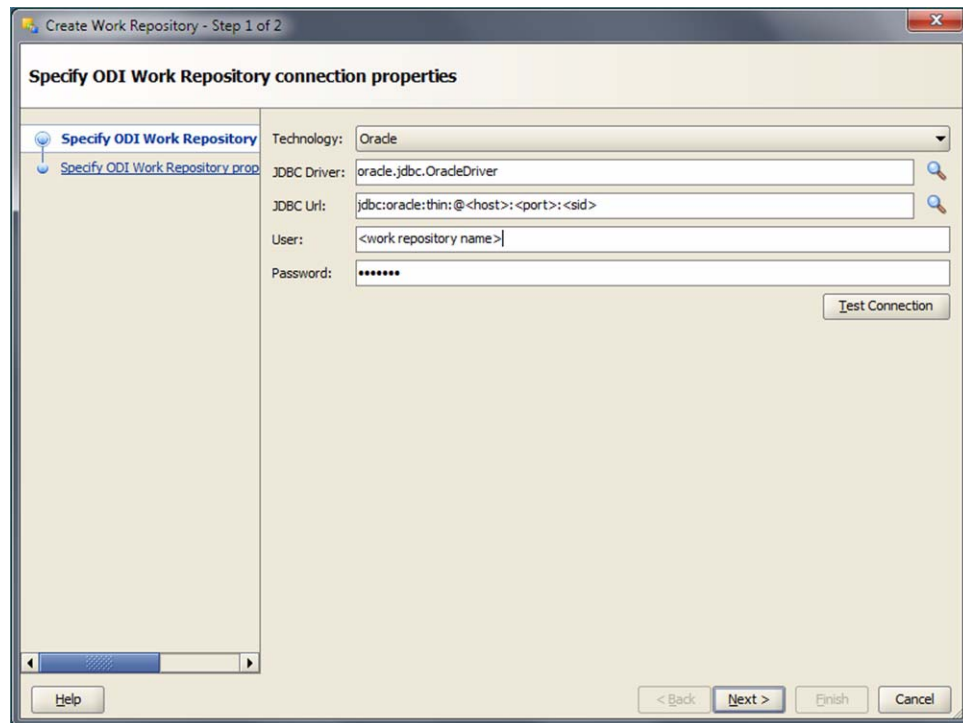 Create Work Repository - Step 1 of 2
Specify ODI Work Repository connection properties
Specify ODI Work Repository
Specify ODI Work Repository prop
Technology: Oracle
JDBC Driver: oracle.jdbc.OracleDriver
JDBC Url: jdbc:oracle:thin:@<host>:<port>:<sid>
User: <work repository name>
Password: •••••••
Test Connection
Help < Back Next > Finish Cancel